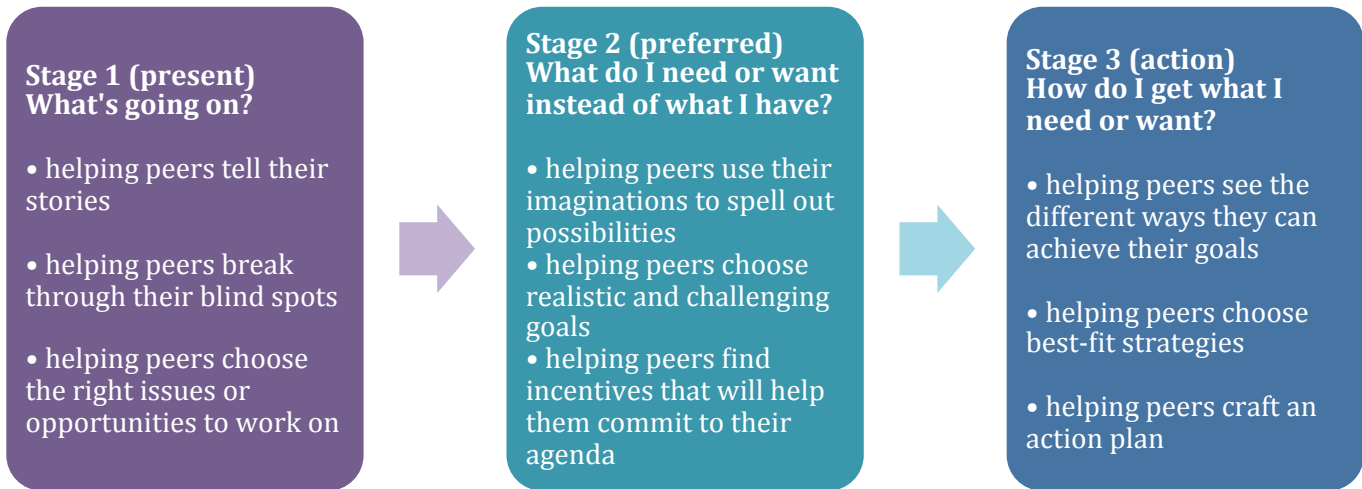 Stage 1 (present)
What's going on?
• helping peers tell their
stories
• helping peers break
through their blind spots
• helping peers choose
the right issues or
opportunities to work on
Stage 2 (preferred)
What do I need or want
instead of what I have?
• helping peers use their
imaginations to spell out
possibilities
• helping peers choose
realistic and challenging
goals
• helping peers find
incentives that will help
them commit to their
agenda
Stage 3 (action)
How do I get what I
need or want?
• helping peers see the
different ways they can
achieve their goals
• helping peers choose
best-fit strategies
• helping peers craft an
action plan